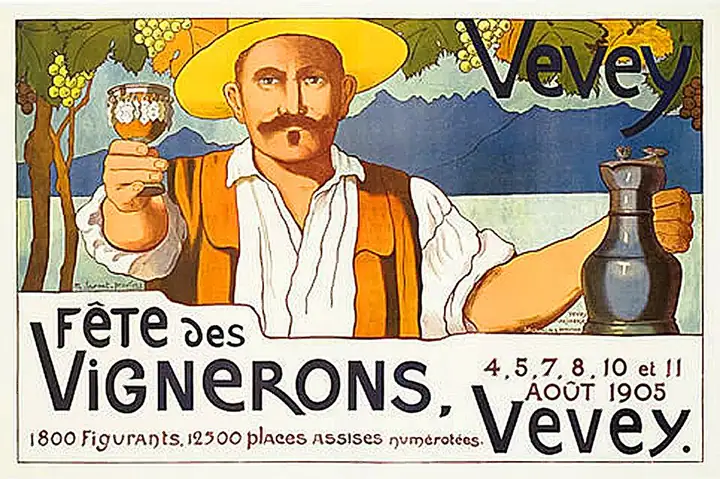 Vevey
FÊTE des
VIGNERONS,
4, 5, 7, 8, 10 et 11
AOÛT 1905
Vevey.
1800 Figurants, 12500 places assises numérotées.